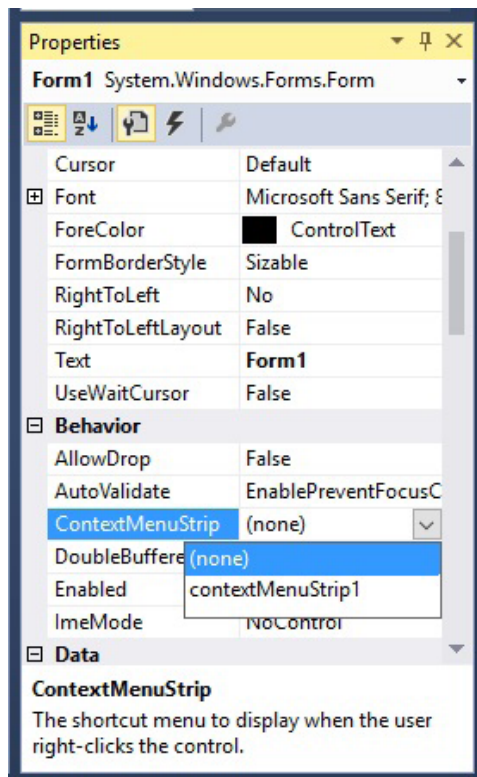 Properties
Form1 System.Windows.Forms.Form
Cursor Default
Font Microsoft Sans Serif; 8
ForeColor ControlText
FormBorderStyle Sizable
RightToLeft No
RightToLeftLayout False
Text Form1
UseWaitCursor False
Behavior
AllowDrop False
AutoValidate EnablePreventFocusC
ContextMenuStrip (none)
DoubleBuffere (none)
Enabled contextMenuStrip1
ImeMode NoControl
Data
ContextMenuStrip
The shortcut menu to display when the user
right-clicks the control.